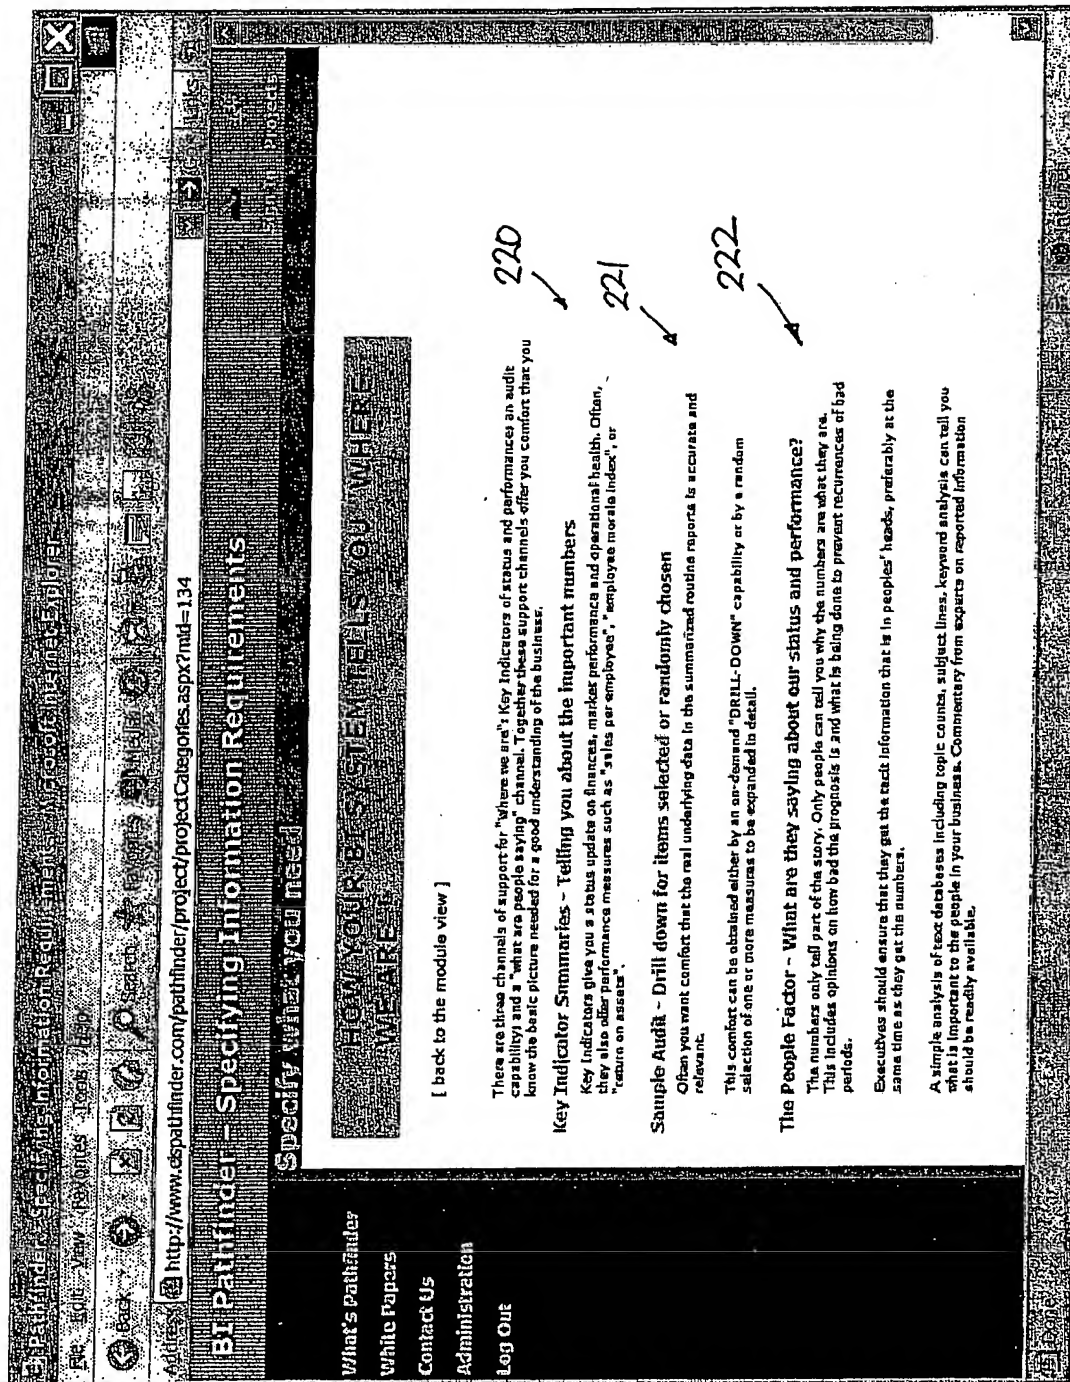 Pathfinder - Specifying Information Requirements - Microsoft Internet Explorer
File Edit View Favorites Tools Help
Back Search Favorites Media
Address http://www.dspathfinder.com/pathfinder/project/projectCategories.aspx?mid=134 Go Links
BI Pathfinder - Specifying Information Requirements
Projects
Specify what you need
What's Pathfinder
White Papers
Contact Us
Administration
Log Out
HOW YOUR BI SYSTEM TELLS YOU "WHERE
WE ARE"
[ back to the module view ]
There are three channels of support for "Where we are": Key Indicators of status and performance; an audit
capability; and a "what are people saying" channel. Together these support channels offer you comfort that you
know the basic picture needed for a good understanding of the business.
220
Key Indicator Summaries - Telling you about the important numbers
Key Indicators give you a status update on finances, market performance and operational health. Often,
they also offer performance measures such as "sales per employee", "employee morale index", or
"return on assets".
221
Sample Audit - Drill down for items selected or randomly chosen
Often you want comfort that the real underlying data in the summarized routine reports is accurate and
relevant.
This comfort can be obtained either by an on-demand "DRILL-DOWN" capability or by a random
selection of one or more measures to be expanded in detail.
222
The People Factor - What are they saying about our status and performance?
The numbers only tell part of the story. Only people can tell you why the numbers are what they are.
This includes opinions on how bad the prognosis is and what is being done to prevent recurrences of bad
periods.
Executives should ensure that they get the tacit information that is in peoples' heads, preferably at the
same time as they get the numbers.
A simple analysis of text databases including topic counts, subject lines, keyword analysis can tell you
what is important to the people in your business. Commentary from experts on reported information
should be readily available.
Done
Internet